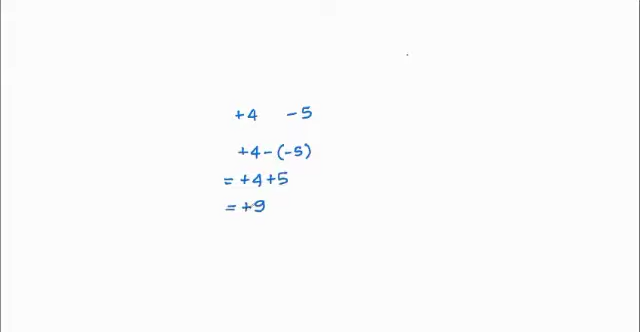 +4 -5
+4-(-5)
= +4+5
= +9